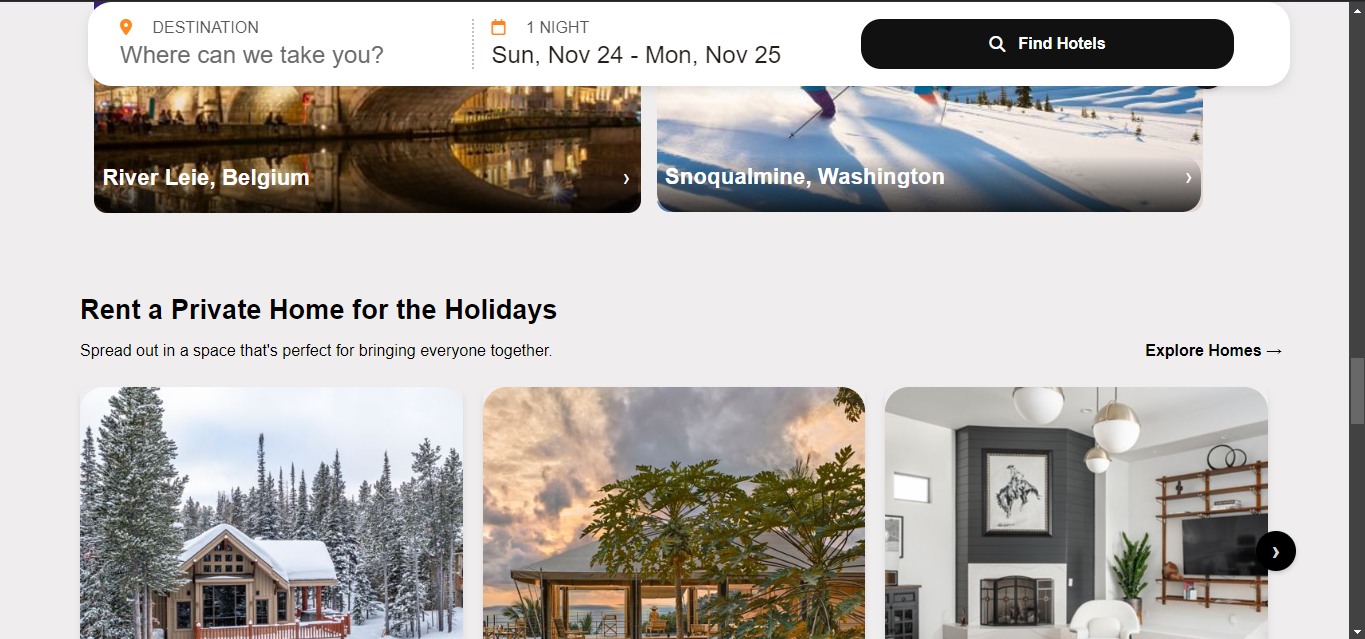 DESTINATION
Where can we take you?
1 NIGHT
Sun, Nov 24 - Mon, Nov 25
Find Hotels
River Leie, Belgium
›
Snoqualmine, Washington
›
Rent a Private Home for the Holidays
Spread out in a space that's perfect for bringing everyone together.
Explore Homes →
›